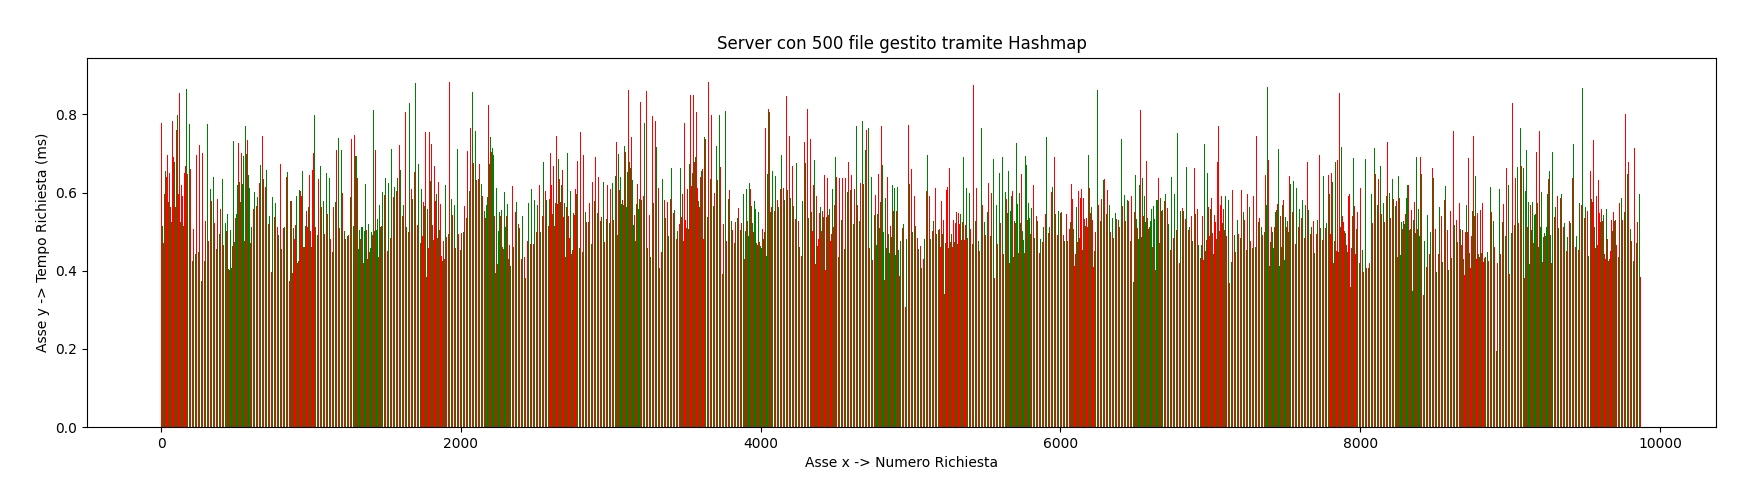 Server con 500 file gestito tramite Hashmap
Asse y -> Tempo Richiesta (ms)
0.8
0.6
0.4
0.2
0.0
0 2000 4000 6000 8000 10000
Asse x -> Numero Richiesta